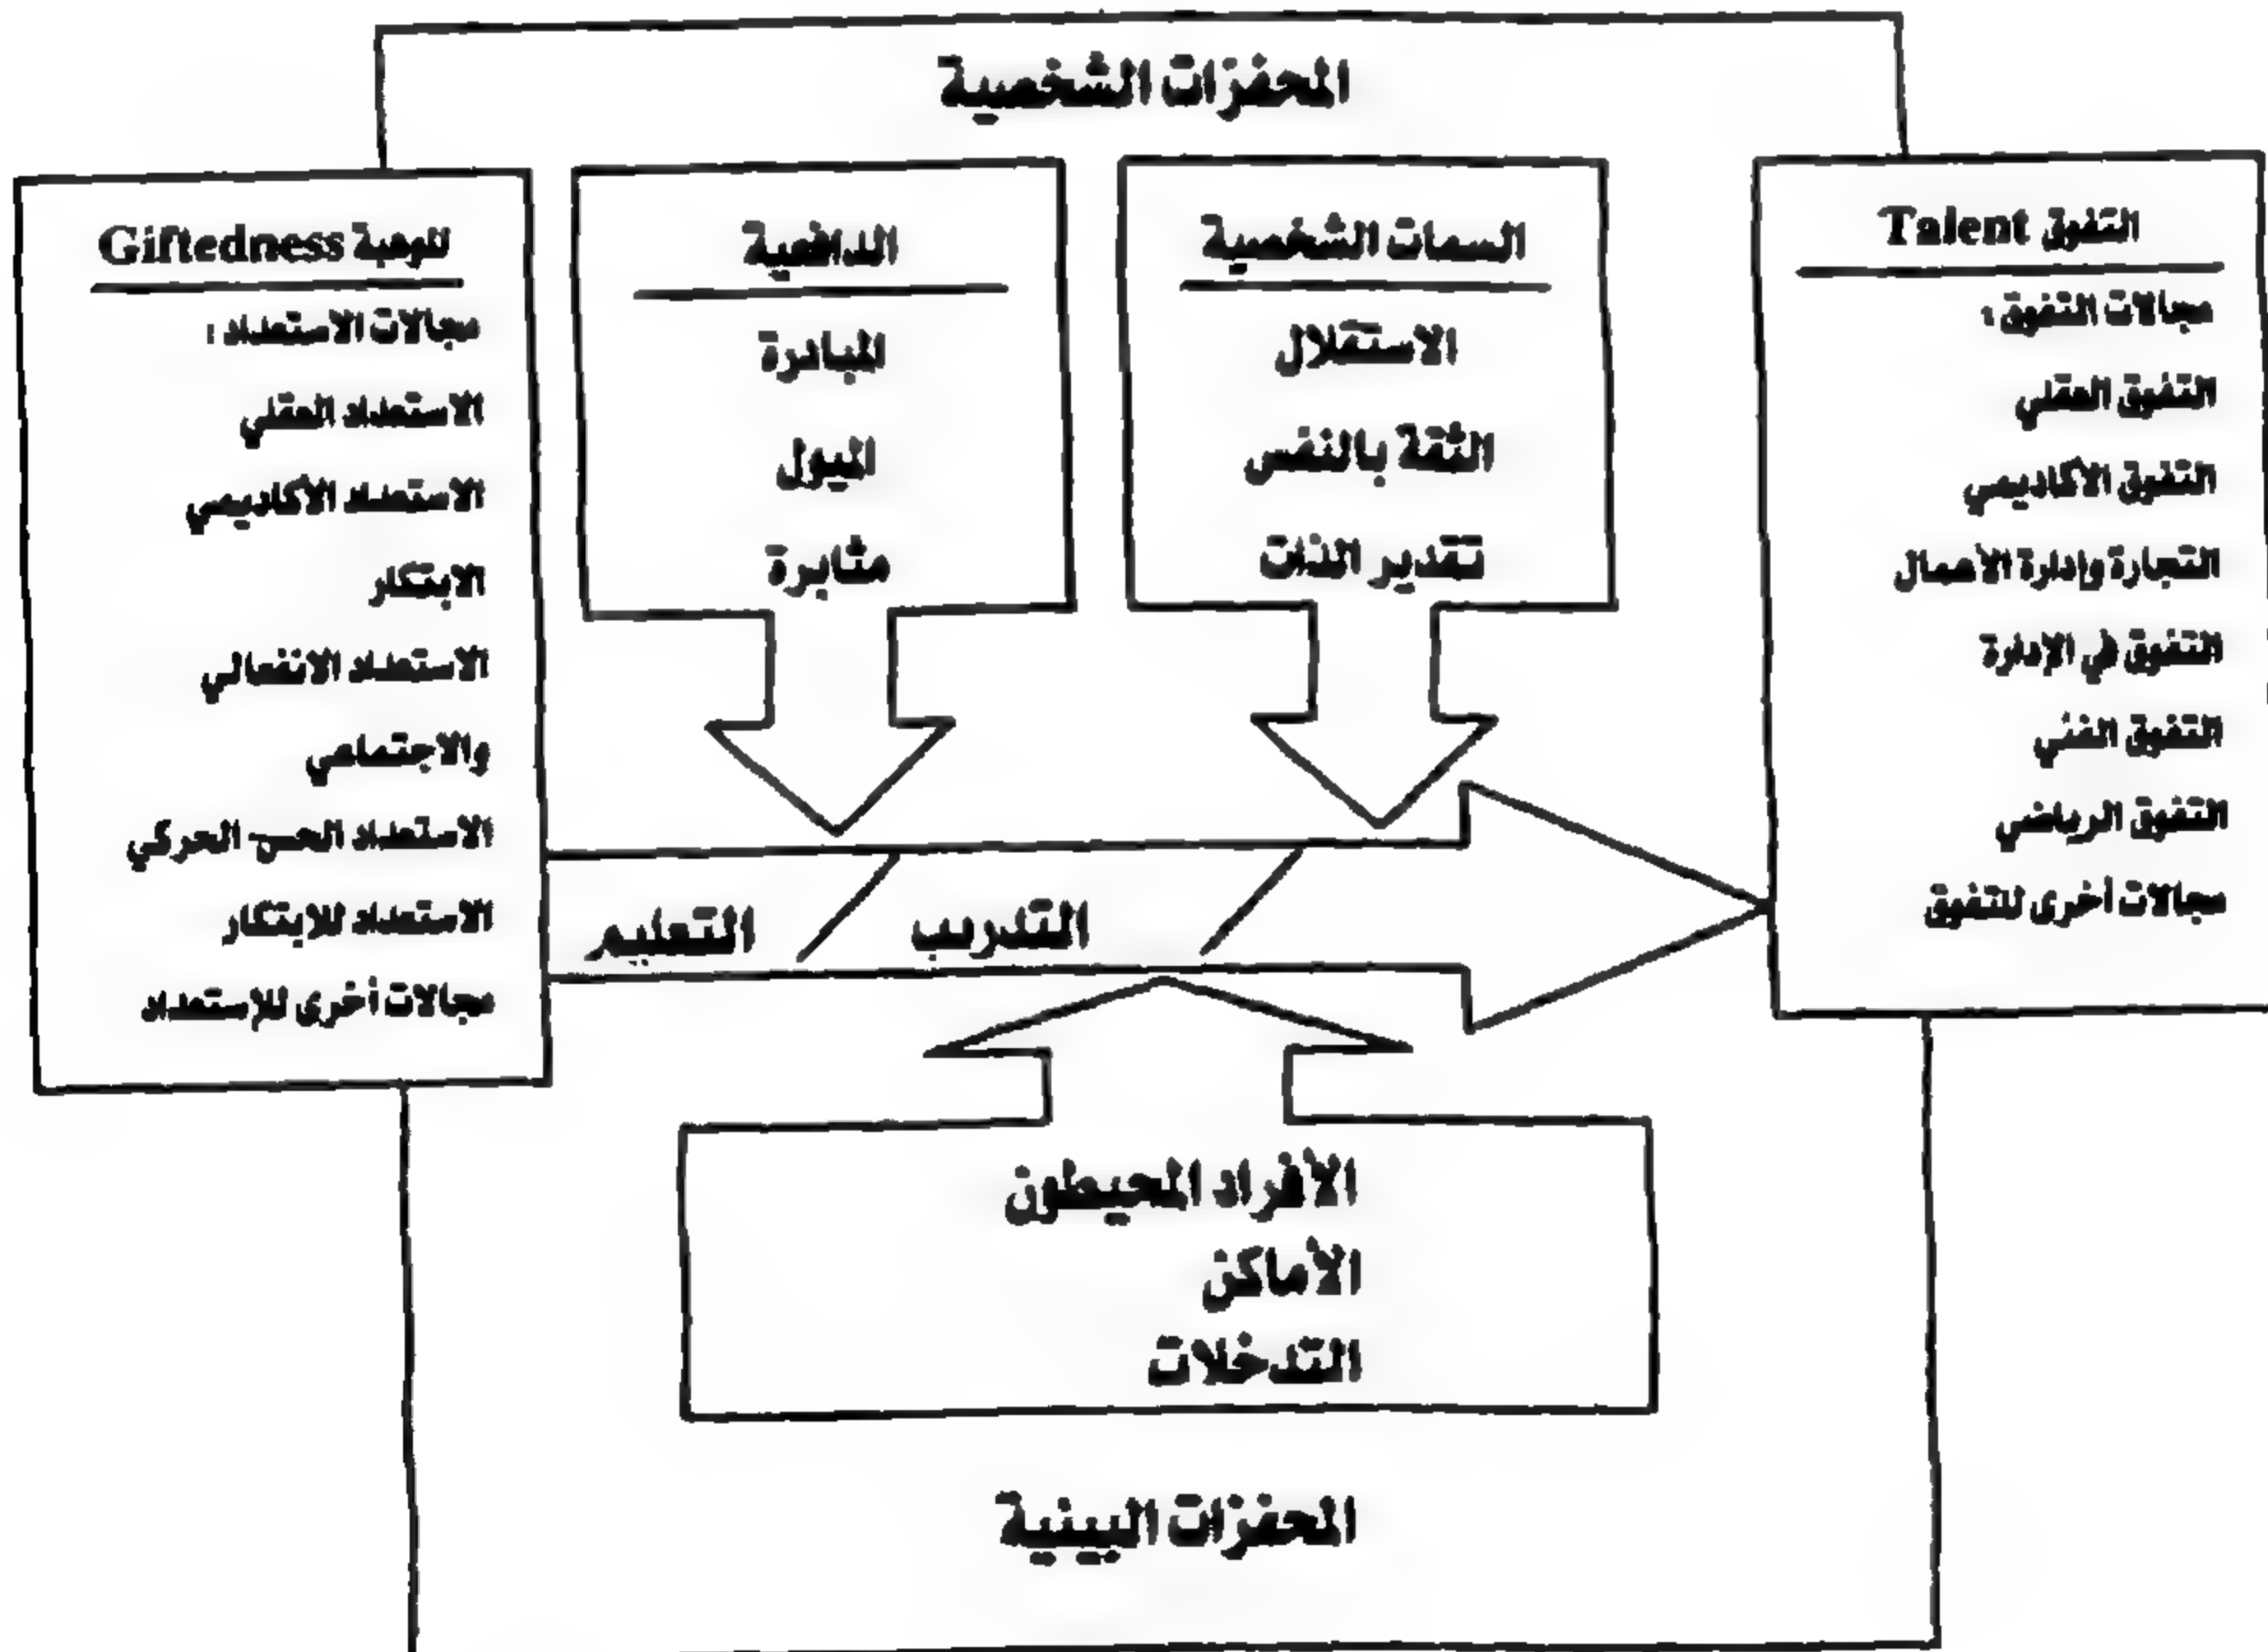 المحفزات الشخصية
التفوق Talent
مجالات التفوق:
التفوق العقلي
التفوق الأكاديمي
التجارة وإدارة الأعمال
التفوق في الإدارة
التفوق الفني
التفوق الرياضي
مجالات أخرى للتفوق
السمات الشخصية
الاستقلال
الثقة بالنفس
تقدير الذات
الدافعية
المبادرة
الميول
مثابرة
الموهبة Giftedness
مجالات الاستعداد:
الاستعداد العقلي
الاستعداد الأكاديمي
الابتكار
الاستعداد الانفعالي
والاجتماعي
الاستعداد الحس- الحركي
الاستعداد للابتكار
مجالات أخرى للإستعداد
التدريب
التعليم
الأفراد المحيطون
الأماكن
التدخلات
المحفزات البيئية